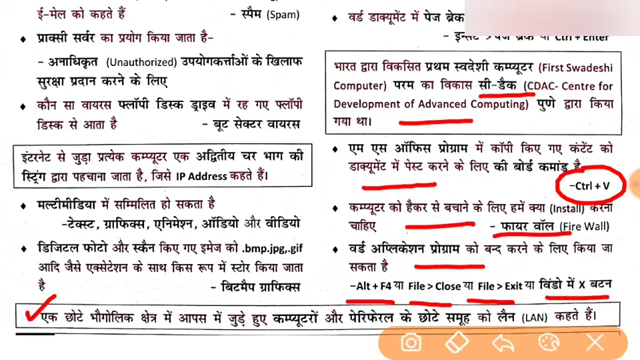 ई-मेल को कहते हैं
– स्पैम (Spam)
♦ प्राक्सी सर्वर का प्रयोग किया जाता है-
– अनाधिकृत (Unauthorized) उपयोगकर्त्ताओं के खिलाफ
सुरक्षा प्रदान करने के लिए
♦ कौन सा वायरस फ्लॉपी डिस्क ड्राइव में रह गए फ्लॉपी
डिस्क से आता है – बूट सेक्टर वायरस
इंटरनेट से जुड़ा प्रत्येक कम्प्यूटर एक अद्वितीय चर भाग की
स्ट्रिंग द्वारा पहचाना जाता है, जिसे IP Address कहते हैं।
♦ मल्टीमीडिया में सम्मिलित हो सकता है
–टेक्स्ट, ग्राफिक्स, एनिमेशन, ऑडियो और वीडियो
♦ डिजिटल फोटो और स्कैन किए गए इमेज को .bmp.jpg,.gif
आदि जैसे एक्सेटेंशन के साथ किस रूप में स्टोर किया जाता
है – बिटमैप ग्राफिक्स
♦ वर्ड डाक्यूमेंट में पेज ब्रेक
– इन्सर्ट > पेज ब्रेक या Ctrl + Enter
भारत द्वारा विकसित प्रथम स्वदेशी कम्प्यूटर (First Swadeshi
Computer) परम का विकास सी-डैक (CDAC- Centre for
Development of Advanced Computing) पुणे द्वारा किया
गया था।
♦ एम एस ऑफिस प्रोग्राम में कॉपी किए गए कंटेंट को
डाक्यूमेंट में पेस्ट करने के लिए की बोर्ड कमांड है
–Ctrl + V
♦ कम्प्यूटर को हैकर से बचाने के लिए हमें क्या (Install) करना
चाहिए – फायर वॉल (Fire Wall)
♦ वर्ड अप्लिकेशन प्रोग्राम को बन्द करने के लिए किया जा
सकता है
–Alt + F4 या File > Close या File > Exit या विंडो में X बटन
एक छोटे भौगोलिक क्षेत्र में आपस में जुड़े हुए कम्प्यूटरों और पेरिफेरल के छोटे समूह को लैन (LAN) कहते हैं।